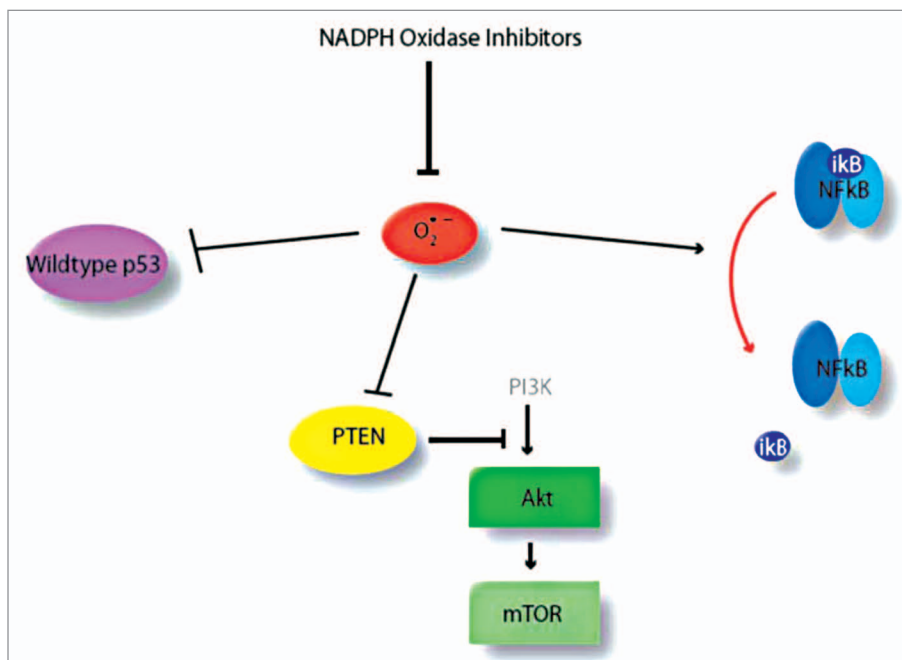 NADPH Oxidase Inhibitors
ikB
NFkB
O₂•−
Wildtype p53
NFkB
PI3K
PTEN
ikB
Akt
mTOR